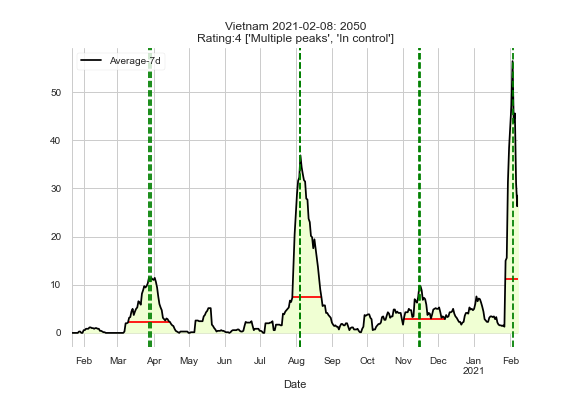 Vietnam 2021-02-08: 2050
Rating:4 ['Multiple peaks', 'In control']
Average-7d
50
40
30
20
10
0
Feb Mar Apr May Jun Jul Aug Sep Oct Nov Dec Jan Feb
2021
Date